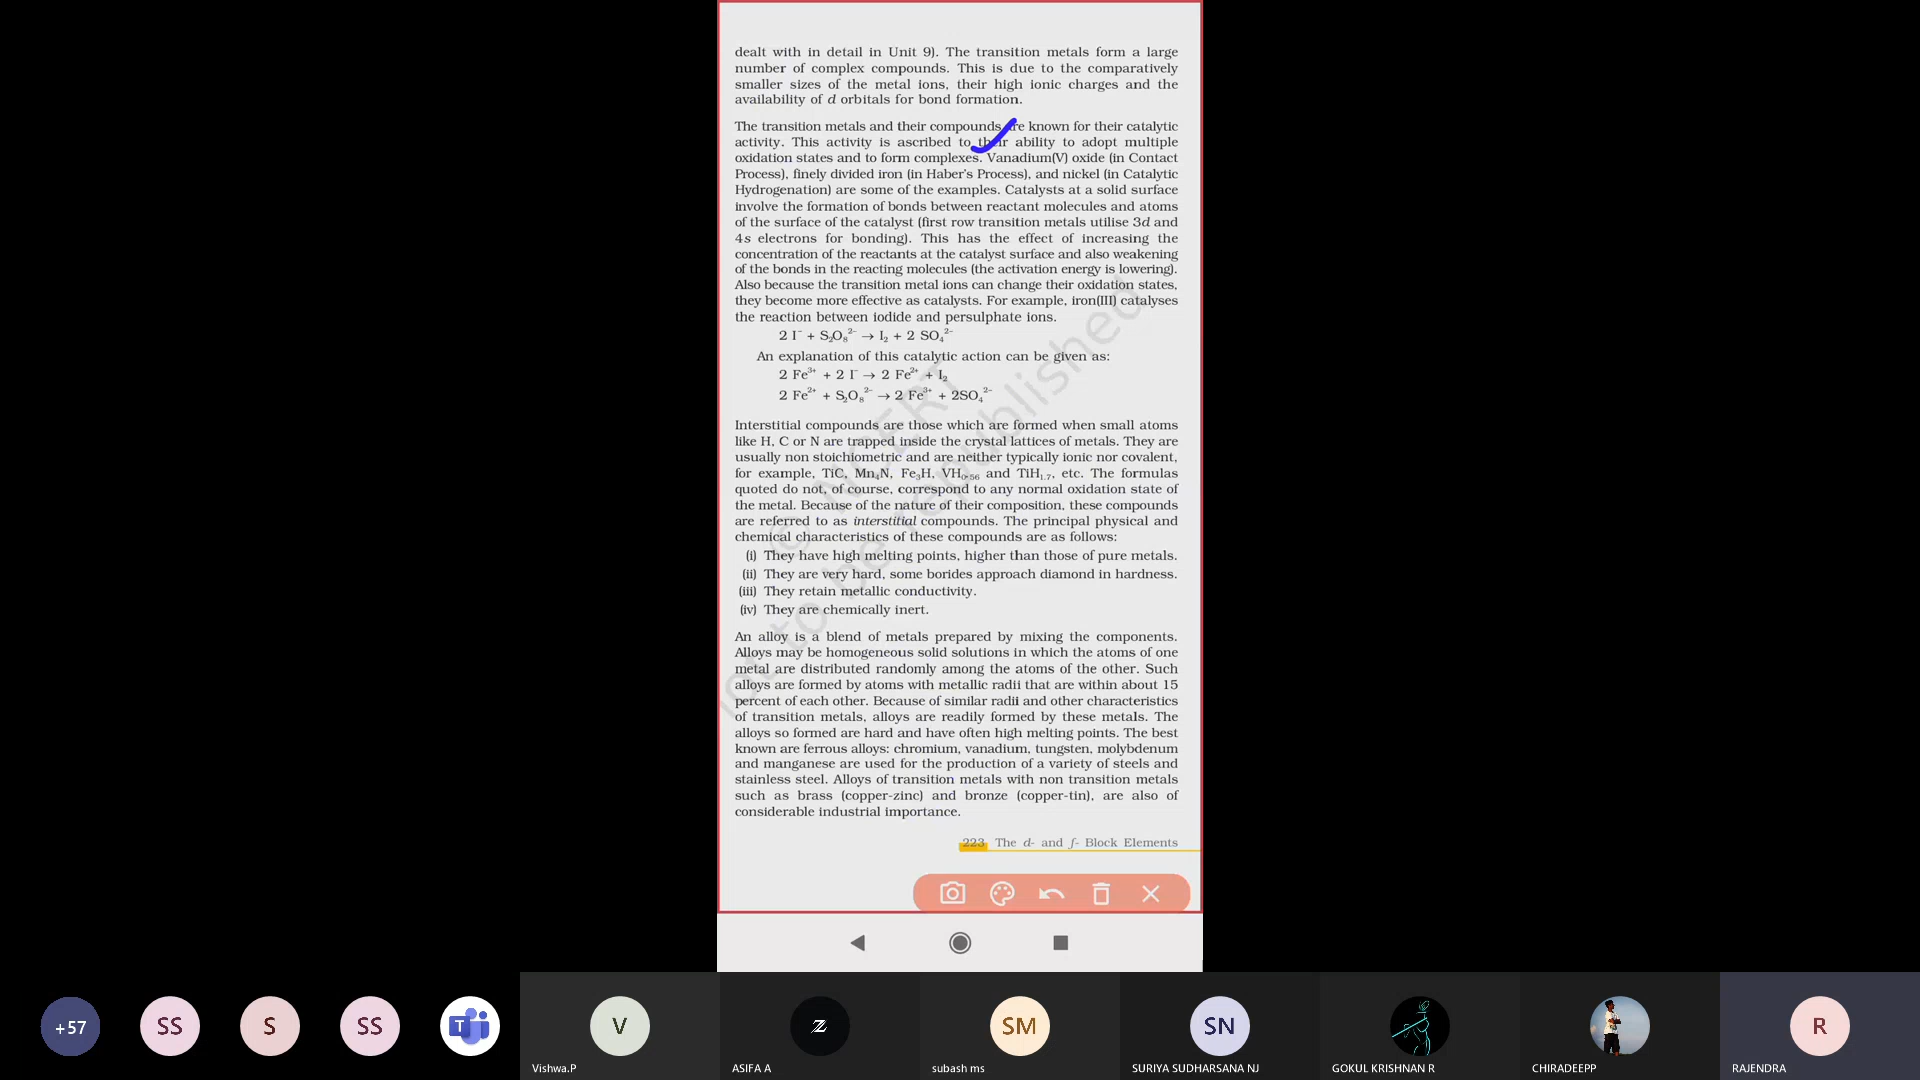 dealt with in detail in Unit 9). The transition metals form a large
number of complex compounds. This is due to the comparatively
smaller sizes of the metal ions, their high ionic charges and the
availability of d orbitals for bond formation.
The transition metals and their compounds are known for their catalytic
activity. This activity is ascribed to their ability to adopt multiple
oxidation states and to form complexes. Vanadium(V) oxide (in Contact
Process), finely divided iron (in Haber's Process), and nickel (in Catalytic
Hydrogenation) are some of the examples. Catalysts at a solid surface
involve the formation of bonds between reactant molecules and atoms
of the surface of the catalyst (first row transition metals utilise 3d and
4s electrons for bonding). This has the effect of increasing the
concentration of the reactants at the catalyst surface and also weakening
of the bonds in the reacting molecules (the activation energy is lowering).
Also because the transition metal ions can change their oxidation states,
they become more effective as catalysts. For example, iron(III) catalyses
the reaction between iodide and persulphate ions.
2 I⁻ + S₂O₈²⁻ → I₂ + 2 SO₄²⁻
An explanation of this catalytic action can be given as:
2 Fe³⁺ + 2 I⁻ → 2 Fe²⁺ + I₂
2 Fe²⁺ + S₂O₈²⁻ → 2 Fe³⁺ + 2SO₄²⁻
Interstitial compounds are those which are formed when small atoms
like H, C or N are trapped inside the crystal lattices of metals. They are
usually non stoichiometric and are neither typically ionic nor covalent,
for example, TiC, Mn₄N, Fe₃H, VH₀.₅₆ and TiH₁.₇, etc. The formulas
quoted do not, of course, correspond to any normal oxidation state of
the metal. Because of the nature of their composition, these compounds
are referred to as interstitial compounds. The principal physical and
chemical characteristics of these compounds are as follows:
(i) They have high melting points, higher than those of pure metals.
(ii) They are very hard, some borides approach diamond in hardness.
(iii) They retain metallic conductivity.
(iv) They are chemically inert.
An alloy is a blend of metals prepared by mixing the components.
Alloys may be homogeneous solid solutions in which the atoms of one
metal are distributed randomly among the atoms of the other. Such
alloys are formed by atoms with metallic radii that are within about 15
percent of each other. Because of similar radii and other characteristics
of transition metals, alloys are readily formed by these metals. The
alloys so formed are hard and have often high melting points. The best
known are ferrous alloys: chromium, vanadium, tungsten, molybdenum
and manganese are used for the production of a variety of steels and
stainless steel. Alloys of transition metals with non transition metals
such as brass (copper-zinc) and bronze (copper-tin), are also of
considerable industrial importance.
223 The d- and f- Block Elements
© NCERT
not to be republished
+57
SS
S
SS
T
V
Z
SM
SN
R
Vishwa.P
ASIFA A
subash ms
SURIYA SUDHARSANA NJ
GOKUL KRISHNAN R
CHIRADEEPP
RAJENDRA